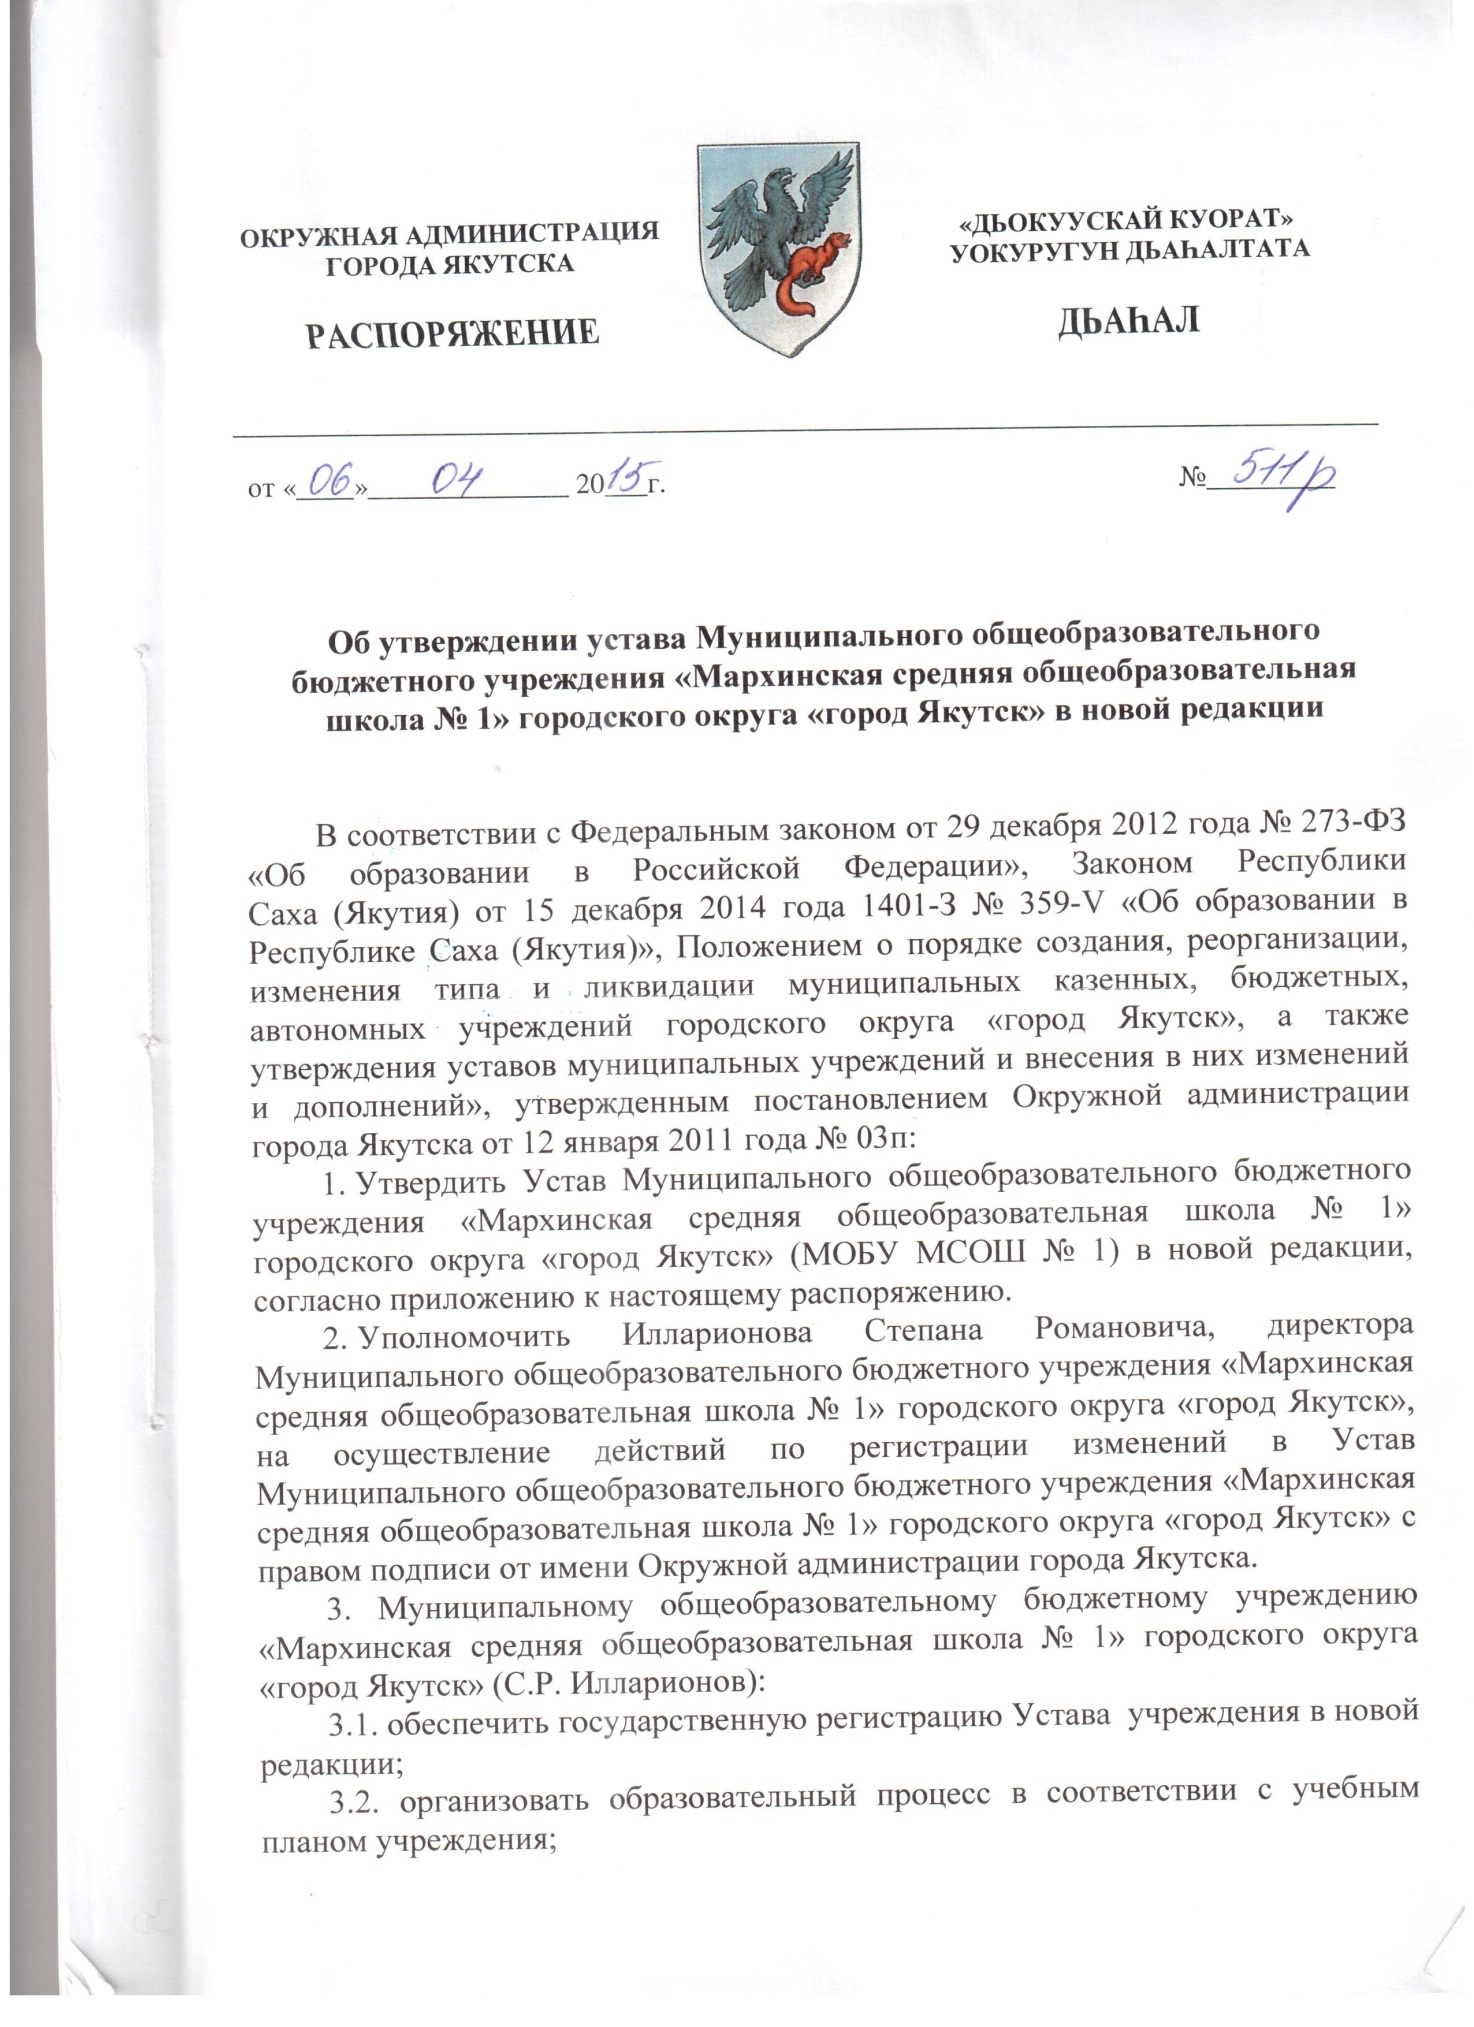 ОКРУЖНАЯ АДМИНИСТРАЦИЯ
ГОРОДА ЯКУТСКА
РАСПОРЯЖЕНИЕ
«ДЬОКУУСКАЙ КУОРАТ»
УОКУРУГУН ДЬАҺАЛТАТА
ДЬАҺАЛ
от «06» 04 2015г.
№ 511р
Об утверждении устава Муниципального общеобразовательного
бюджетного учреждения «Мархинская средняя общеобразовательная
школа № 1» городского округа «город Якутск» в новой редакции
В соответствии с Федеральным законом от 29 декабря 2012 года № 273-ФЗ
«Об образовании в Российской Федерации», Законом Республики
Саха (Якутия) от 15 декабря 2014 года 1401-З № 359-V «Об образовании в
Республике Саха (Якутия)», Положением о порядке создания, реорганизации,
изменения типа и ликвидации муниципальных казенных, бюджетных,
автономных учреждений городского округа «город Якутск», а также
утверждения уставов муниципальных учреждений и внесения в них изменений
и дополнений», утвержденным постановлением Окружной администрации
города Якутска от 12 января 2011 года № 03п:
1. Утвердить Устав Муниципального общеобразовательного бюджетного
учреждения «Мархинская средняя общеобразовательная школа № 1»
городского округа «город Якутск» (МОБУ МСОШ № 1) в новой редакции,
согласно приложению к настоящему распоряжению.
2. Уполномочить Илларионова Степана Романовича, директора
Муниципального общеобразовательного бюджетного учреждения «Мархинская
средняя общеобразовательная школа № 1» городского округа «город Якутск»,
на осуществление действий по регистрации изменений в Устав
Муниципального общеобразовательного бюджетного учреждения «Мархинская
средняя общеобразовательная школа № 1» городского округа «город Якутск» с
правом подписи от имени Окружной администрации города Якутска.
3. Муниципальному общеобразовательному бюджетному учреждению
«Мархинская средняя общеобразовательная школа № 1» городского округа
«город Якутск» (С.Р. Илларионов):
3.1. обеспечить государственную регистрацию Устава учреждения в новой
редакции;
3.2. организовать образовательный процесс в соответствии с учебным
планом учреждения;